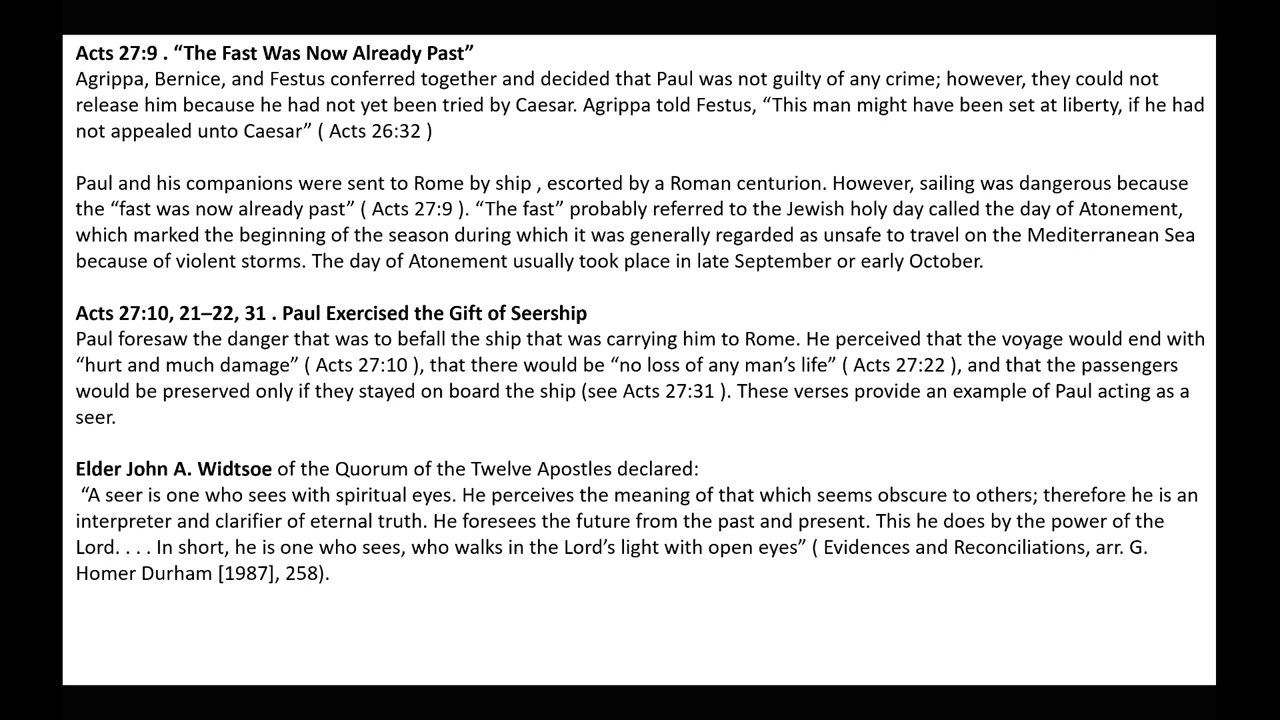 Acts 27:9 . “The Fast Was Now Already Past”
Agrippa, Bernice, and Festus conferred together and decided that Paul was not guilty of any crime; however, they could not
release him because he had not yet been tried by Caesar. Agrippa told Festus, “This man might have been set at liberty, if he had
not appealed unto Caesar” ( Acts 26:32 )
Paul and his companions were sent to Rome by ship , escorted by a Roman centurion. However, sailing was dangerous because
the “fast was now already past” ( Acts 27:9 ). “The fast” probably referred to the Jewish holy day called the day of Atonement,
which marked the beginning of the season during which it was generally regarded as unsafe to travel on the Mediterranean Sea
because of violent storms. The day of Atonement usually took place in late September or early October.
Acts 27:10, 21–22, 31 . Paul Exercised the Gift of Seership
Paul foresaw the danger that was to befall the ship that was carrying him to Rome. He perceived that the voyage would end with
“hurt and much damage” ( Acts 27:10 ), that there would be “no loss of any man’s life” ( Acts 27:22 ), and that the passengers
would be preserved only if they stayed on board the ship (see Acts 27:31 ). These verses provide an example of Paul acting as a
seer.
Elder John A. Widtsoe of the Quorum of the Twelve Apostles declared:
“A seer is one who sees with spiritual eyes. He perceives the meaning of that which seems obscure to others; therefore he is an
interpreter and clarifier of eternal truth. He foresees the future from the past and present. This he does by the power of the
Lord. . . . In short, he is one who sees, who walks in the Lord’s light with open eyes” ( Evidences and Reconciliations, arr. G.
Homer Durham [1987], 258).